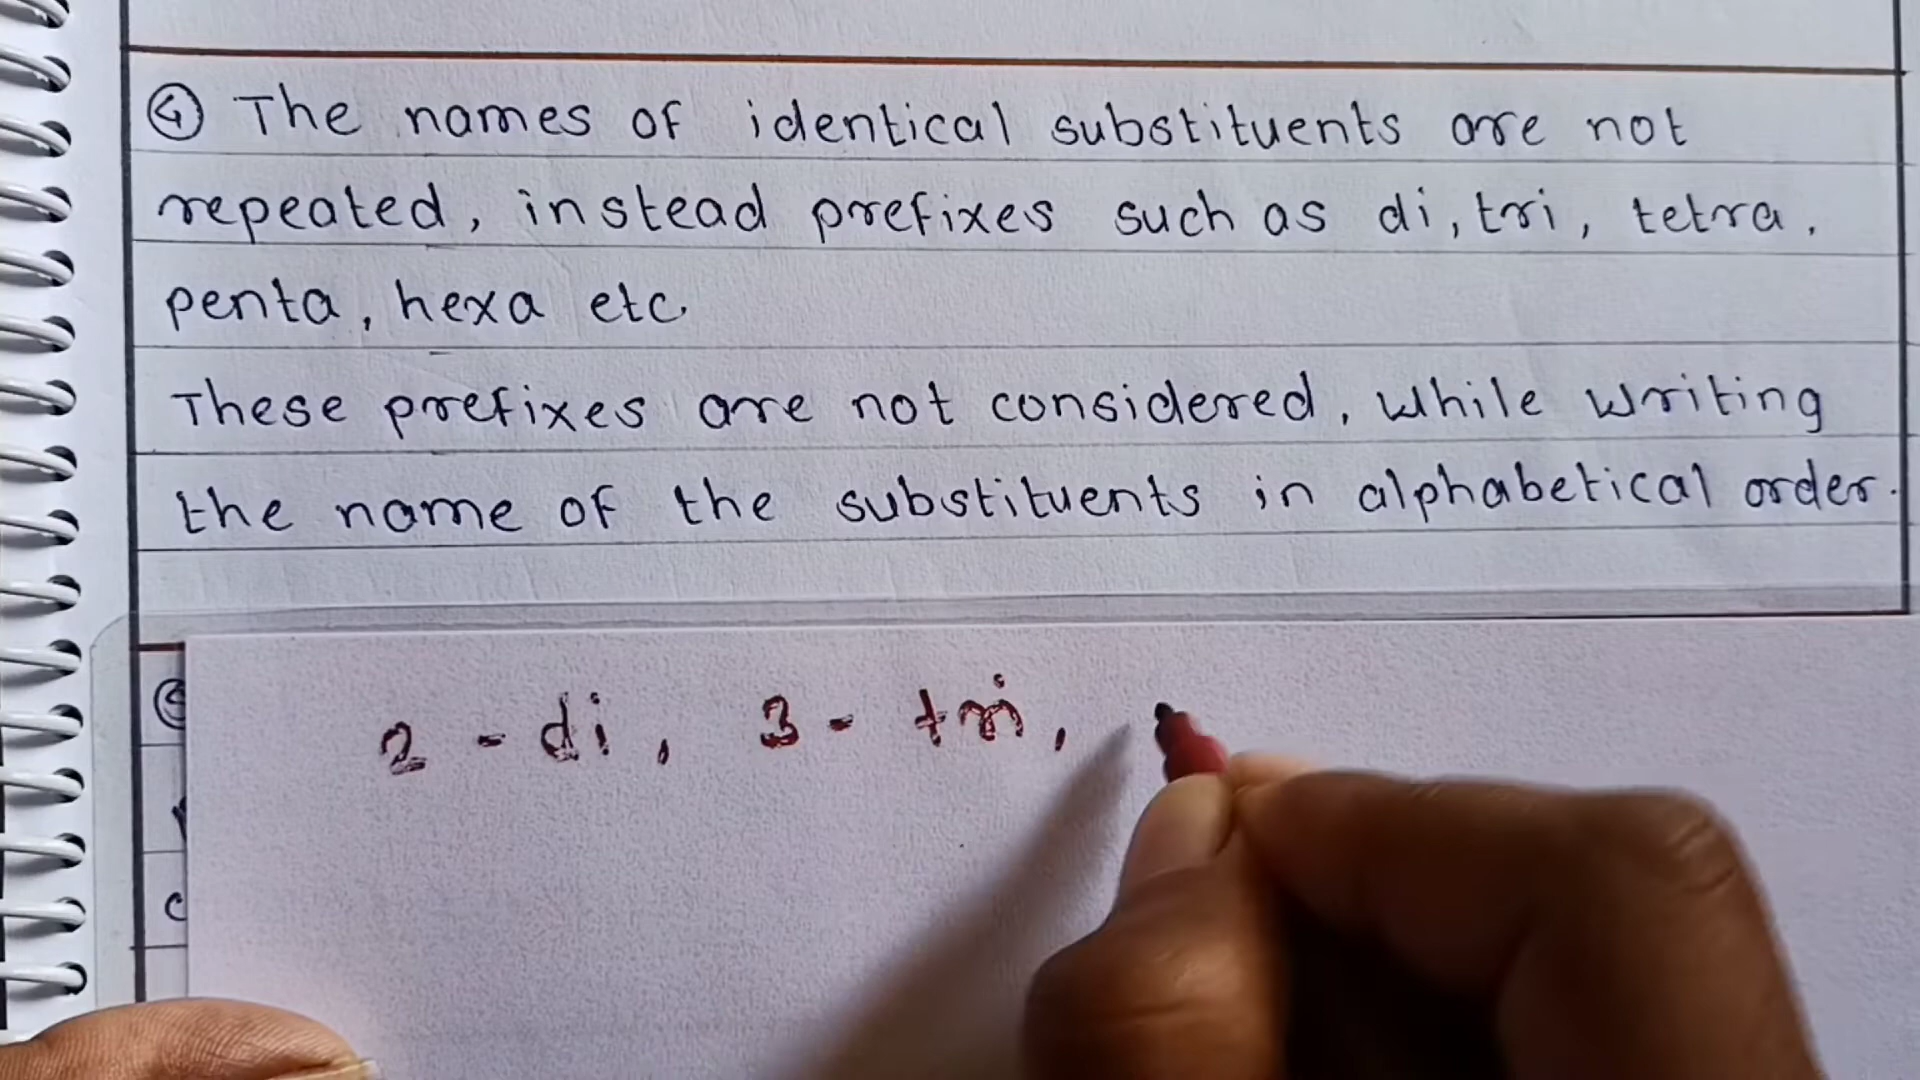 ④ The names of identical substituents are not
repeated, instead prefixes such as di, tri, tetra,
penta, hexa etc.
These prefixes are not considered, while writing
the name of the substituents in alphabetical order.
2 - di, 3 - tri,